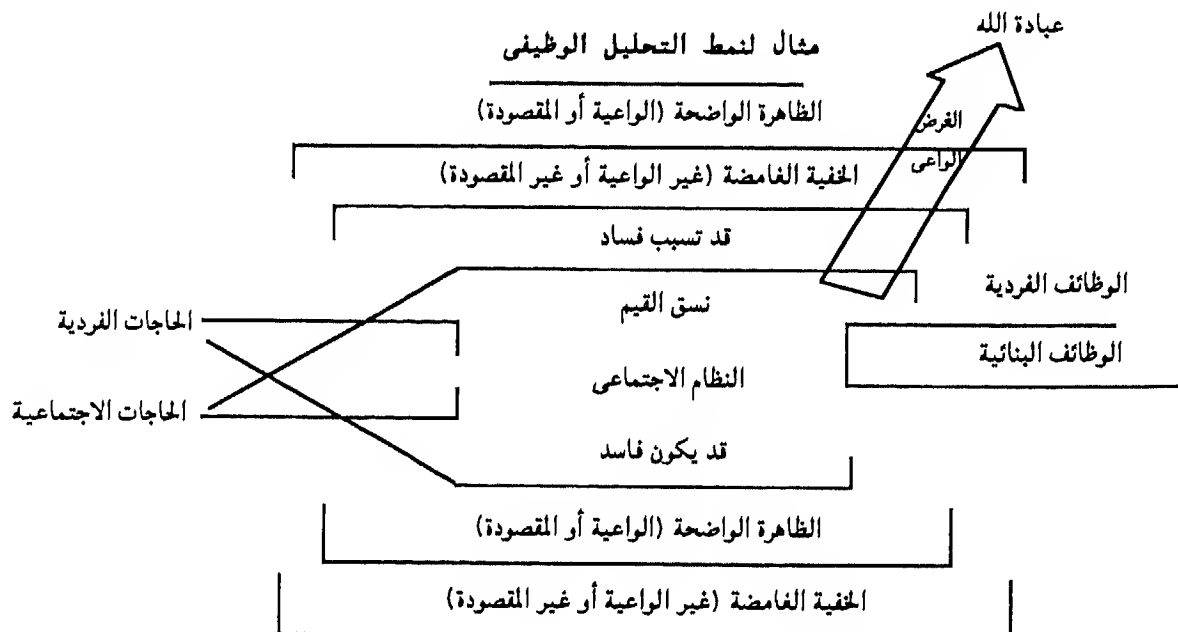 عبادة الله
مثال لنمط التحليل الوظيفى
الظاهرة الواضحة (الواعية أو المقصودة)
الغرض
الواعى
الخفية الغامضة (غير الواعية أو غير المقصودة)
قد تسبب فساد
الوظائف الفردية
نسق القيم
الحاجات الفردية
الوظائف البنائية
النظام الاجتماعى
الحاجات الاجتماعية
قد يكون فاسد
الظاهرة الواضحة (الواعية أو المقصودة)
الخفية الغامضة (غير الواعية أو غير المقصودة)